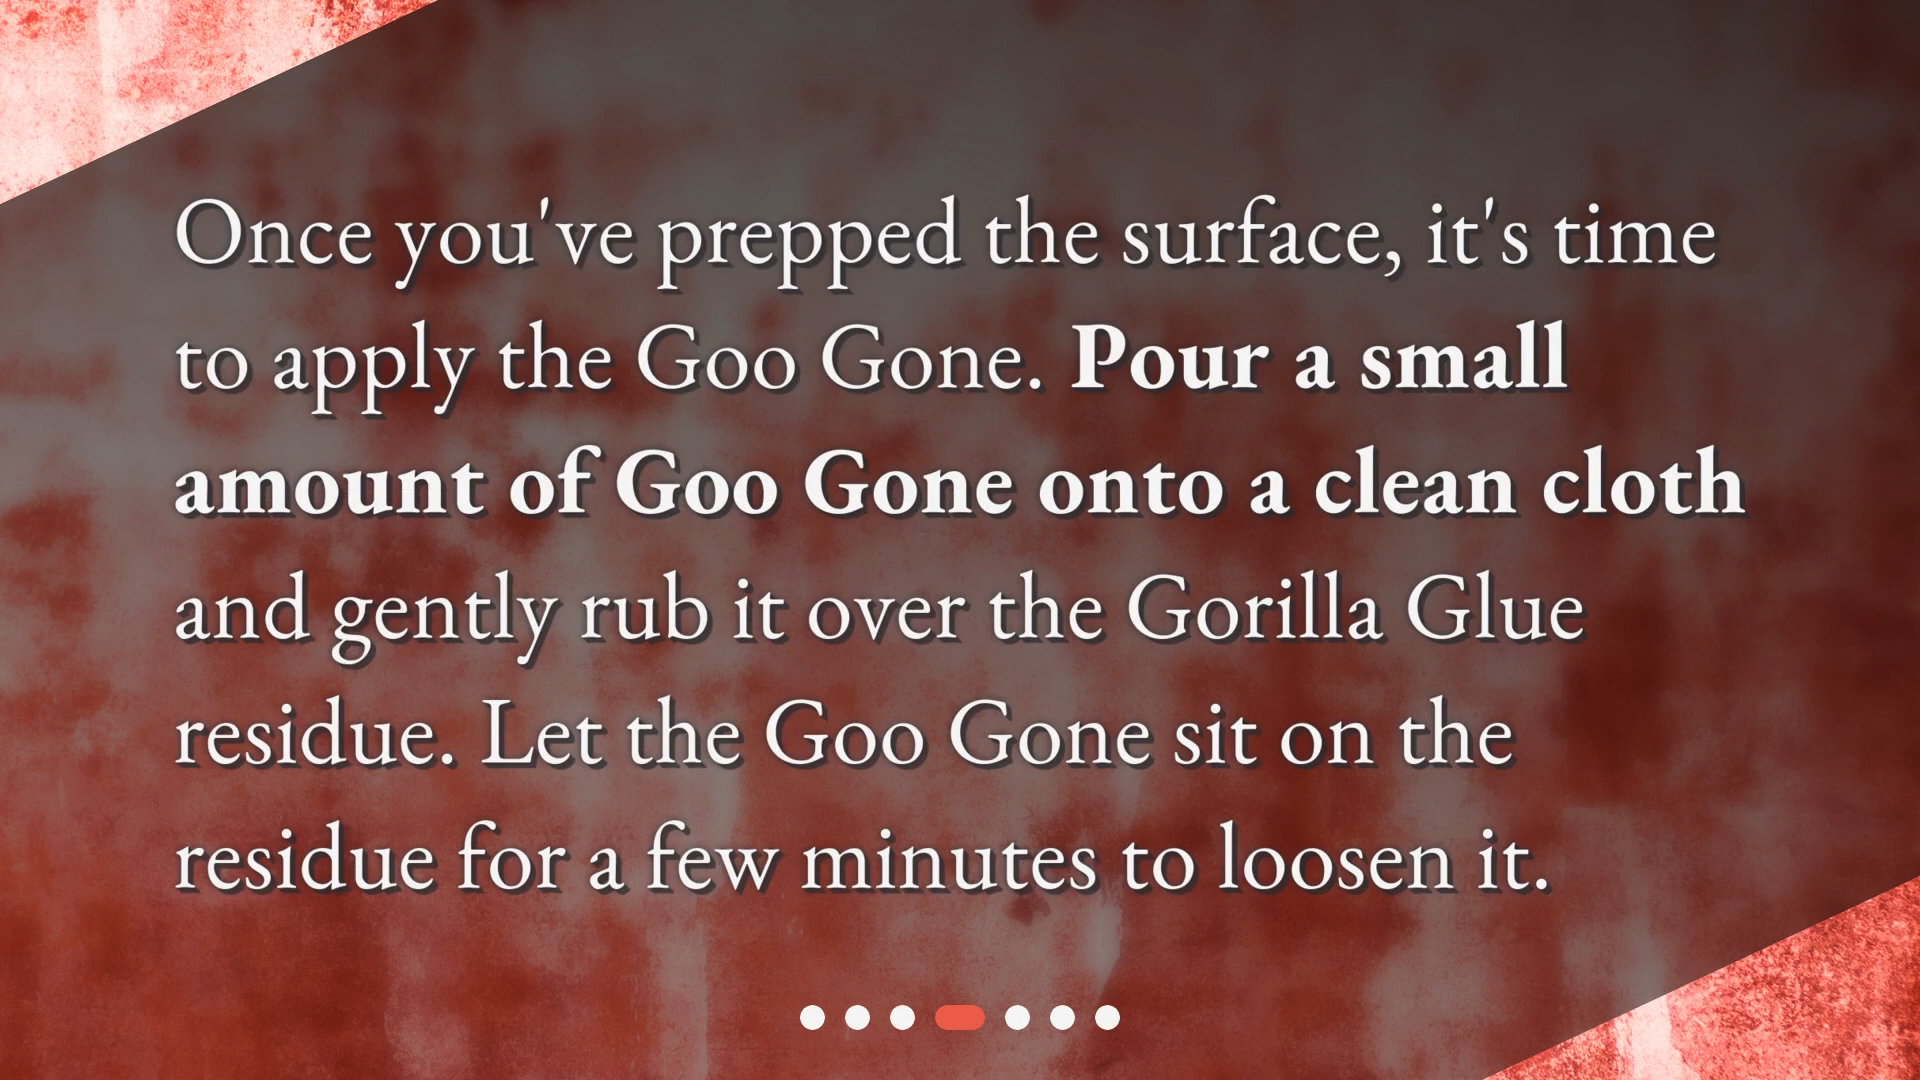 Once you've prepped the surface, it's time
to apply the Goo Gone. Pour a small
amount of Goo Gone onto a clean cloth
and gently rub it over the Gorilla Glue
residue. Let the Goo Gone sit on the
residue for a few minutes to loosen it.